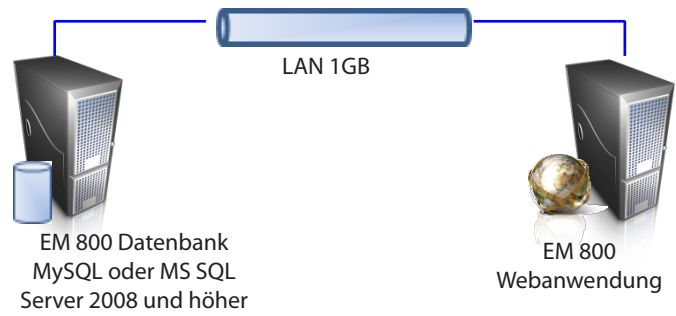 LAN 1GB
EM 800 Datenbank
MySQL oder MS SQL
Server 2008 und höher
EM 800
Webanwendung